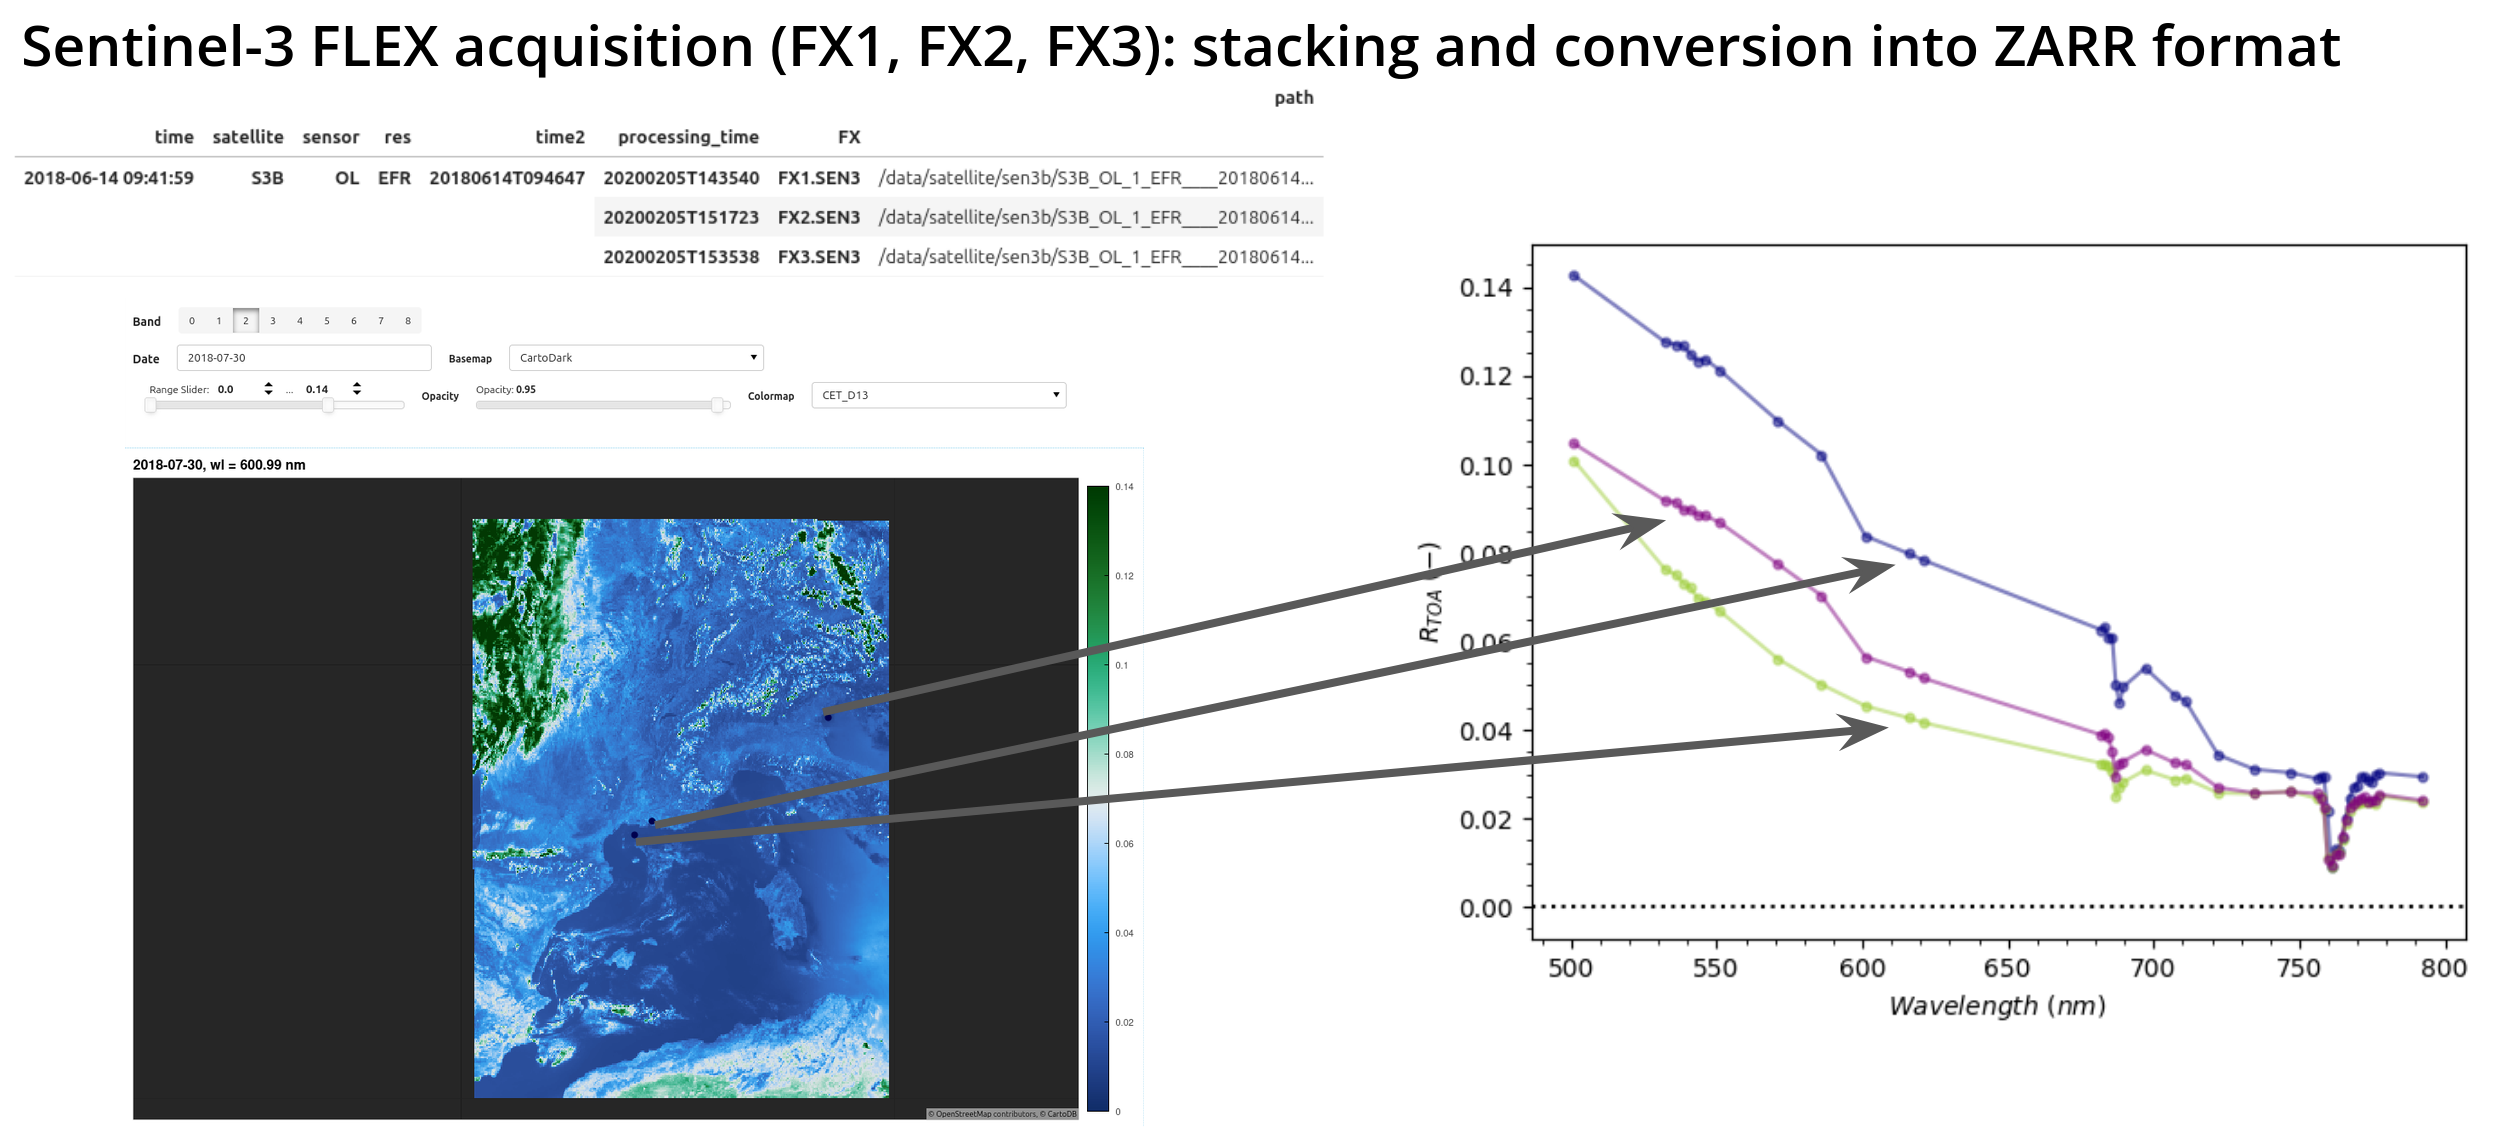 Sentinel-3 FLEX acquisition (FX1, FX2, FX3): stacking and conversion into ZARR format
path
time satellite sensor res time2 processing_time FX
2018-06-14 09:41:59 S3B OL EFR 20180614T094647 20200205T143540 FX1.SEN3 /data/satellite/sen3b/S3B_OL_1_EFR____20180614...
20200205T151723 FX2.SEN3 /data/satellite/sen3b/S3B_OL_1_EFR____20180614...
20200205T153538 FX3.SEN3 /data/satellite/sen3b/S3B_OL_1_EFR____20180614...
Band 0 1 2 3 4 5 6 7 8
Date 2018-07-30 Basemap CartoDark
Range Slider: 0.0 ... 0.14 Opacity Opacity: 0.95 Colormap CET_D13
2018-07-30, wl = 600.99 nm
0.14
0.12
0.1
0.08
0.06
0.04
0.02
0
© OpenStreetMap contributors, © CartoDB
0.14
0.12
0.10
0.08
0.06
0.04
0.02
0.00
R_TOA (−)
500 550 600 650 700 750 800
Wavelength (nm)